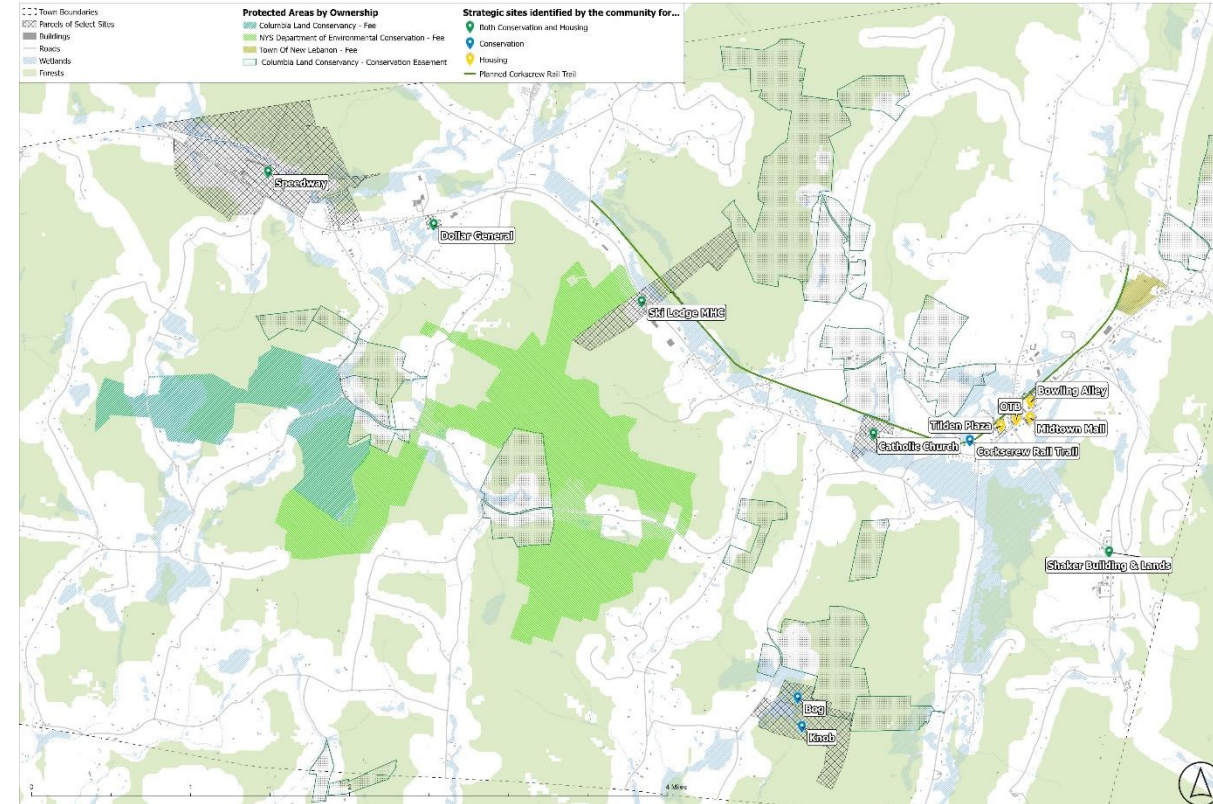 Town Boundaries
Parcels of Select Sites
Buildings
Roads
Wetlands
Forests
Protected Areas by Ownership
Columbia Land Conservancy - Fee
NYS Department of Environmental Conservation - Fee
Town Of New Lebanon - Fee
Columbia Land Conservancy - Conservation Easement
Strategic sites identified by the community for...
Both Conservation and Housing
Conservation
Housing
Planned Corkscrew Rail Trail
Speedway
Dollar General
Ski Lodge MHC
Bowling Alley
OTB
Tilden Plaza
Midtown Mall
Catholic Church
Corkscrew Rail Trail
Shaker Building & Lands
Bog
Knob
0 1 2 4 Miles